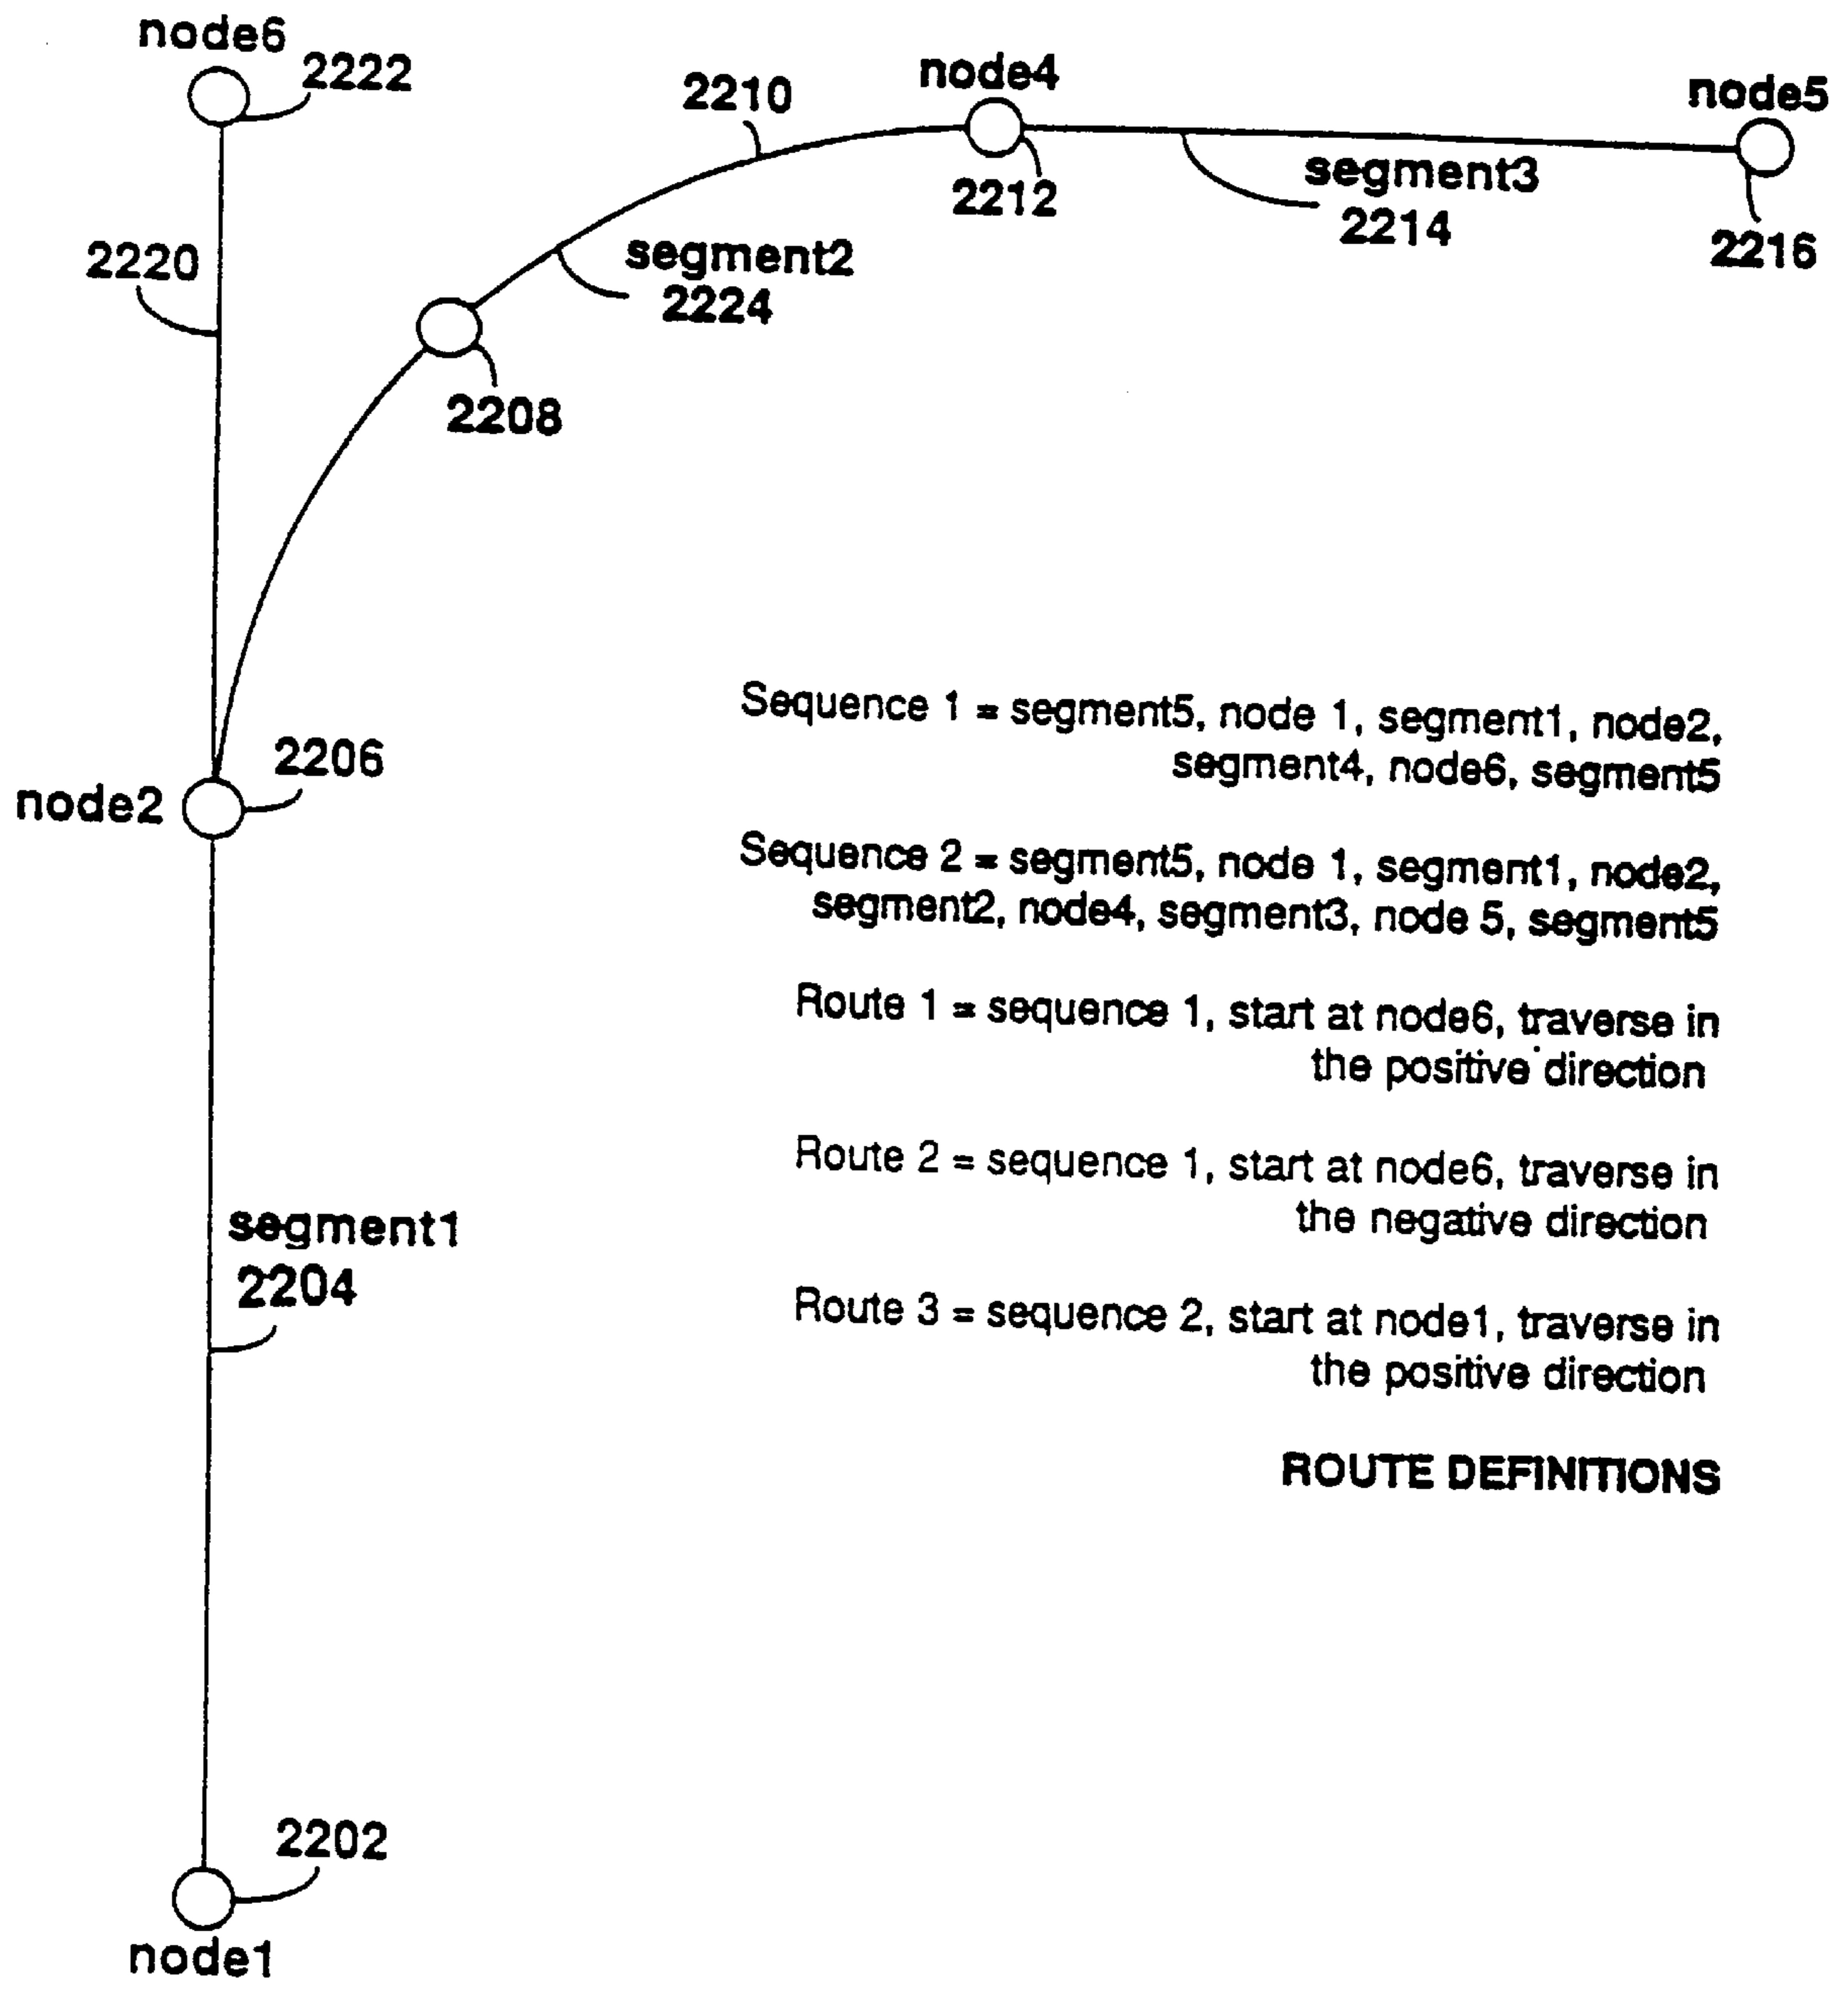 node6
2222
2210
node4
node5
2212
segment3
2214
2216
2220
segment2
2224
2208
2206
node2
Sequence 1 = segment5, node 1, segment1, node2,
segment4, node6, segment5
Sequence 2 = segment5, node 1, segment1, node2,
segment2, node4, segment3, node 5, segment5
Route 1 = sequence 1, start at node6, traverse in
the positive direction
Route 2 = sequence 1, start at node6, traverse in
the negative direction
segment1
2204
Route 3 = sequence 2, start at node1, traverse in
the positive direction
ROUTE DEFINITIONS
2202
node1